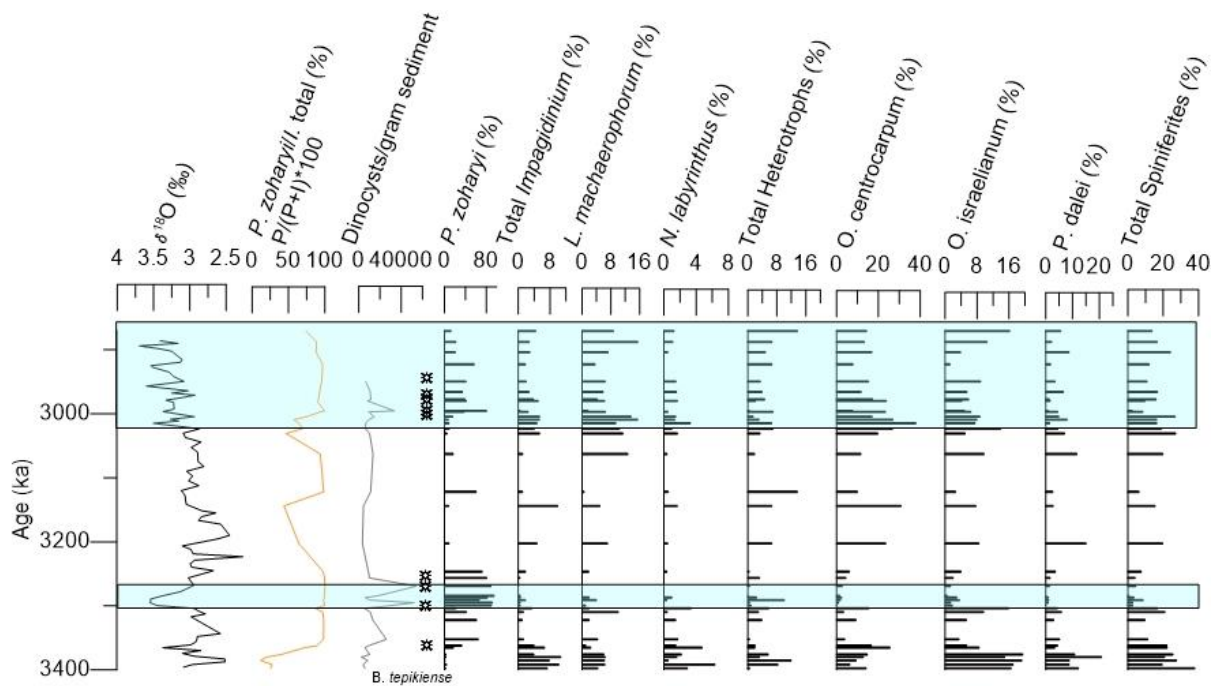 δ 18O (‰)
P. zoharyi/I. total (%)
P/(P+I)*100
Dinocysts/gram sediment
P. zoharyi (%)
Total Impagidinium (%)
L. machaerophorum (%)
N. labyrinthus (%)
Total Heterotrophs (%)
O. centrocarpum (%)
O. israelianum (%)
P. dalei (%)
Total Spiniferites (%)
4 3.5 3 2.5 0 50 100 0 40000 0 80 0 8 0 8 16 0 4 8 0 8 16 0 20 40 0 8 16 0 10 20 0 20 40
Age (ka)
3000
3200
3400
B. tepikiense